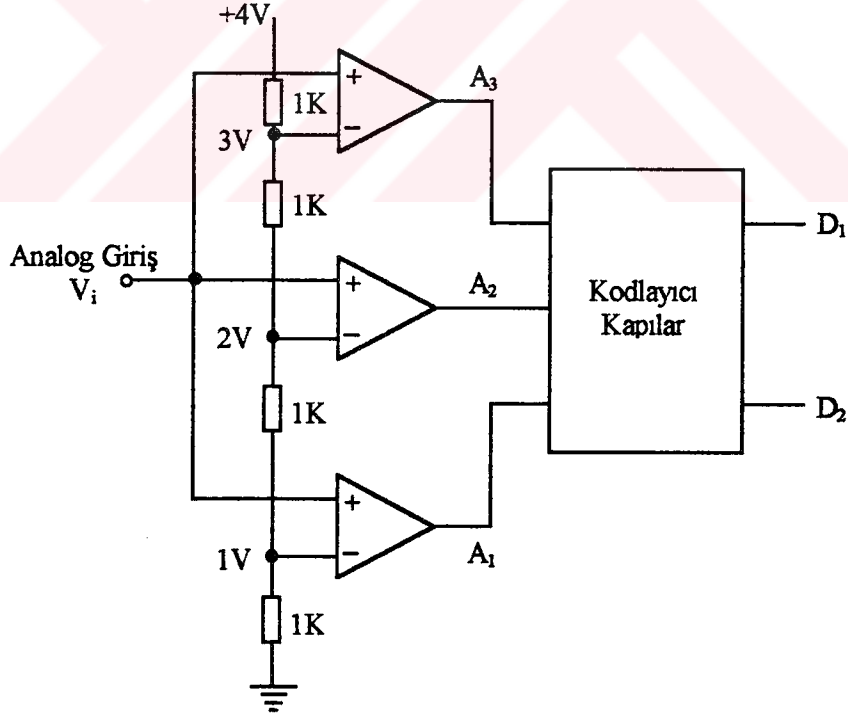 +4V
+
A₃
1K
3V
−
1K
D₁
Analog Giriş
Vᵢ
+
A₂
Kodlayıcı
Kapılar
2V
−
1K
D₂
+
1V
−
A₁
1K